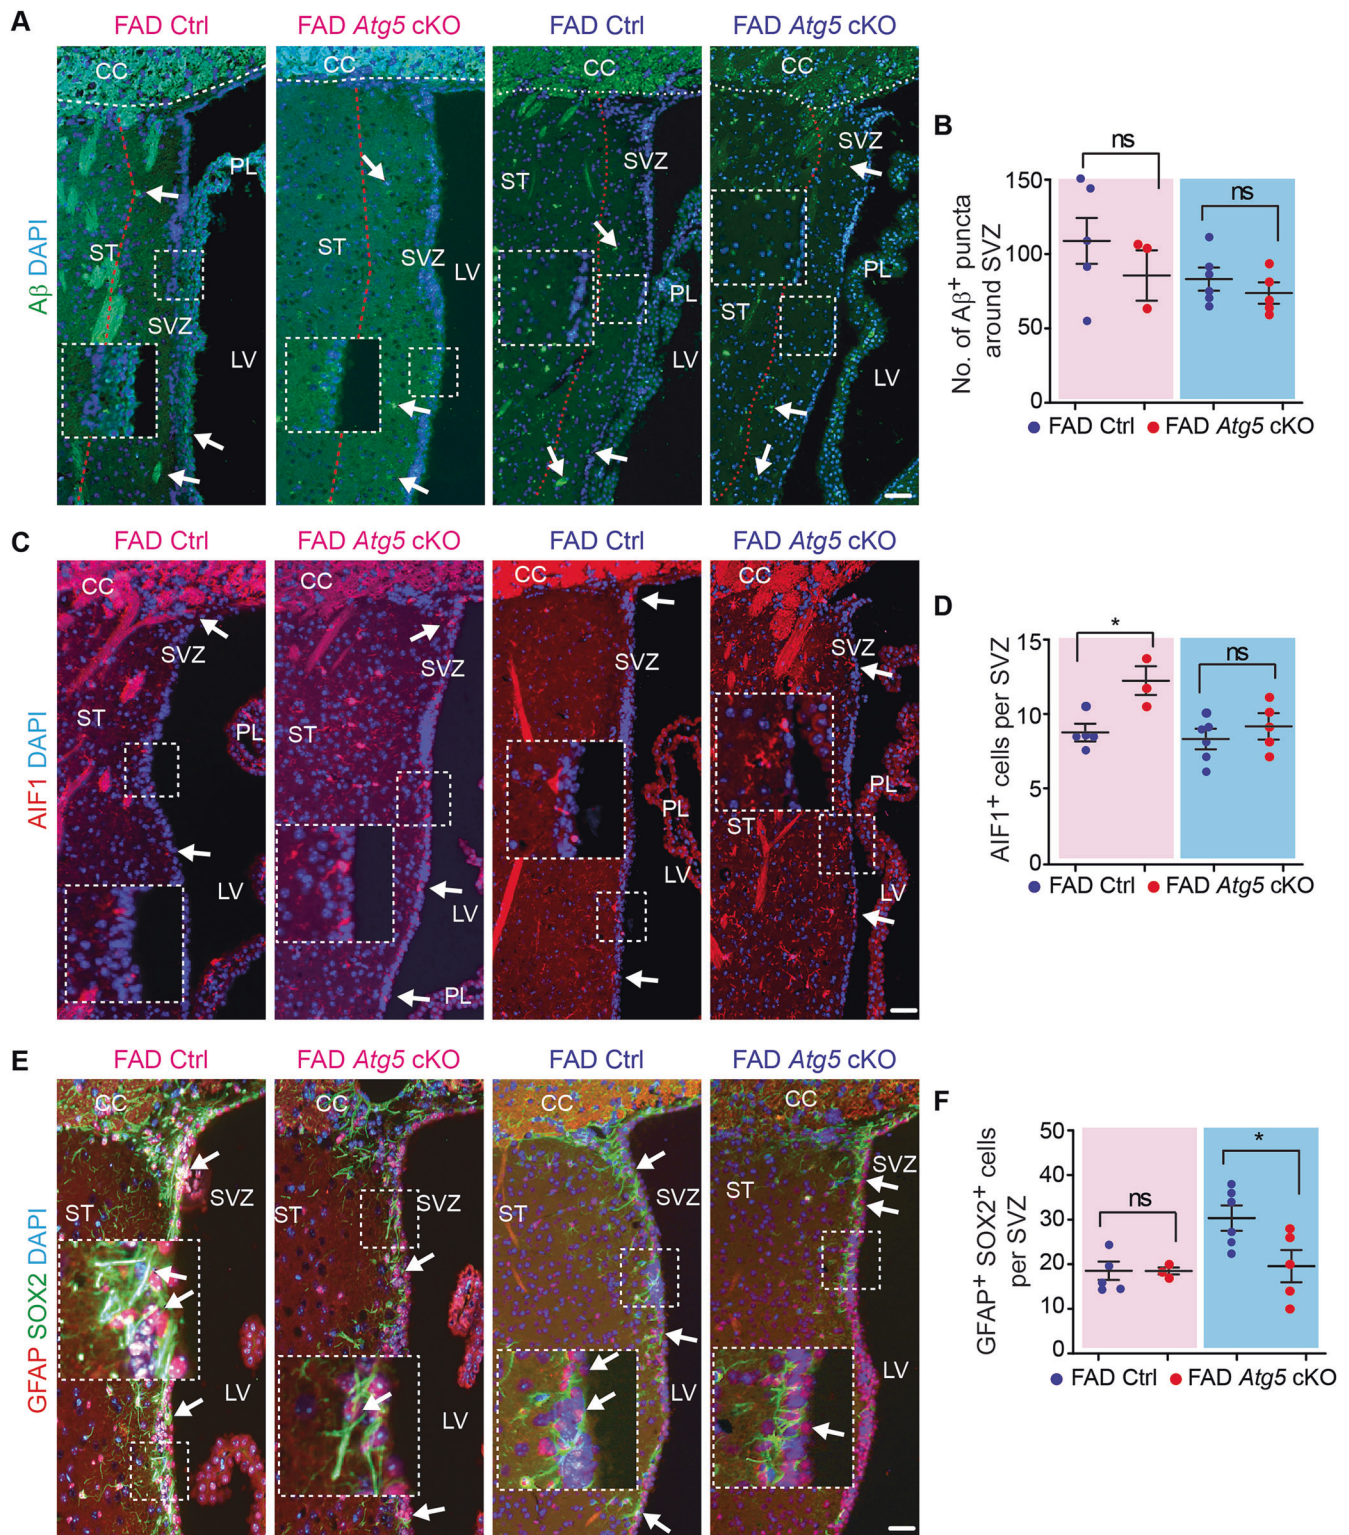 A
FAD Ctrl
FAD Atg5 cKO
FAD Ctrl
FAD Atg5 cKO
Aβ DAPI
CC
ST
SVZ
PL
LV
CC
ST
SVZ
LV
CC
ST
SVZ
PL
LV
CC
SVZ
ST
PL
LV
B
No. of Aβ+ puncta
around SVZ
150
100
50
0
ns
ns
FAD Ctrl
FAD Atg5 cKO
C
FAD Ctrl
FAD Atg5 cKO
FAD Ctrl
FAD Atg5 cKO
AIF1 DAPI
CC
SVZ
ST
PL
LV
CC
SVZ
ST
LV
PL
CC
SVZ
PL
LV
CC
SVZ
PL
ST
LV
D
AIF1+ cells per SVZ
15
10
5
0
*
ns
FAD Ctrl
FAD Atg5 cKO
E
FAD Ctrl
FAD Atg5 cKO
FAD Ctrl
FAD Atg5 cKO
GFAP SOX2 DAPI
CC
SVZ
ST
LV
CC
SVZ
ST
LV
CC
SVZ
ST
LV
CC
SVZ
ST
LV
F
GFAP+ SOX2+ cells
per SVZ
50
40
30
20
10
0
ns
*
FAD Ctrl
FAD Atg5 cKO